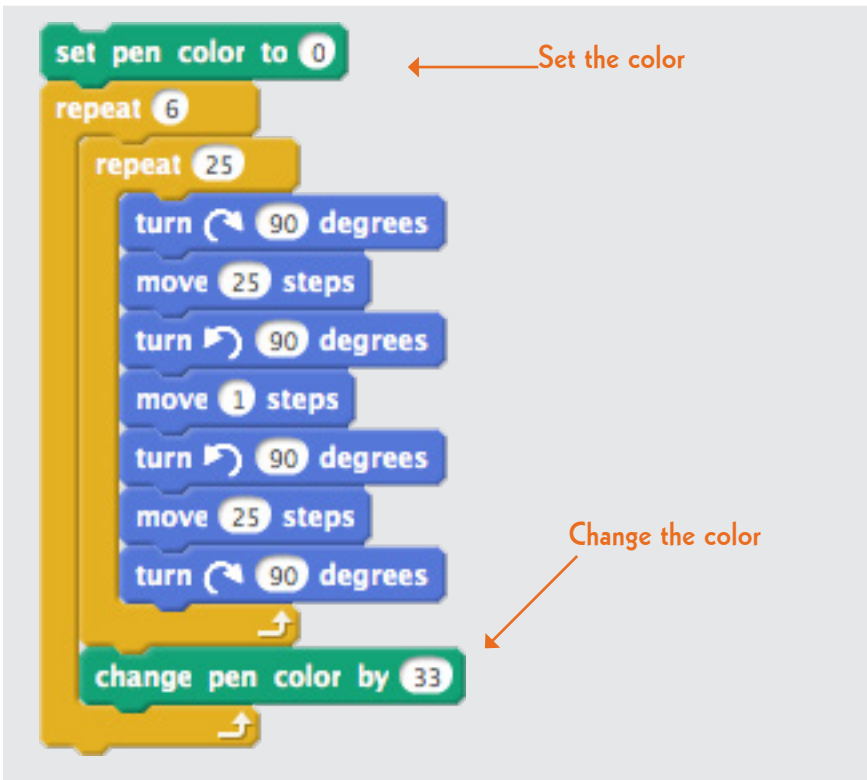 set pen color to 0
Set the color
repeat 6
repeat 25
turn 90 degrees
move 25 steps
turn 90 degrees
move 1 steps
turn 90 degrees
move 25 steps
turn 90 degrees
Change the color
change pen color by 33